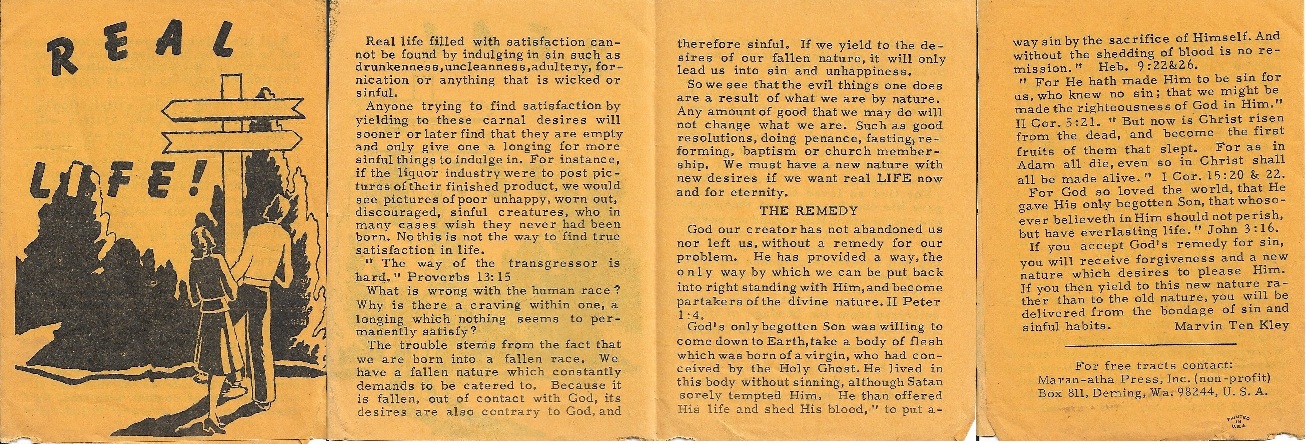 REAL
LIFE!
Real life filled with satisfaction can-
not be found by indulging in sin such as
drunkenness,uncleanness,adultery, for-
nication or anything that is wicked or
sinful.
Anyone trying to find satisfaction by
yielding to these carnal desires will
sooner or later find that they are empty
and only give one a longing for more
sinful things to indulge in. For instance,
if the liquor industry were to post pic-
tures of their finished product, we would
see pictures of poor unhappy, worn out,
discouraged, sinful creatures, who in
many cases wish they never had been
born. No this is not the way to find true
satisfaction in life.
" The way of the transgressor is
hard." Proverbs 13:15
What is wrong with the human race?
Why is there a craving within one, a
longing which nothing seems to per-
manently satisfy?
The trouble stems from the fact that
we are born into a fallen race. We
have a fallen nature which constantly
demands to be catered to. Because it
is fallen, out of contact with God, its
desires are also contrary to God, and
therefore sinful. If we yield to the de-
sires of our fallen nature, it will only
lead us into sin and unhappiness.
So we see that the evil things one does
are a result of what we are by nature.
Any amount of good that we may do will
not change what we are. Such as good
resolutions, doing penance, fasting, re-
forming, baptism or church member-
ship. We must have a new nature with
new desires if we want real LIFE now
and for eternity.
THE REMEDY
God our creator has not abandoned us
nor left us, without a remedy for our
problem. He has provided a way, the
only way by which we can be put back
into right standing with Him, and become
partakers of the divine nature. II Peter
1:4.
God's only begotten Son was willing to
come down to Earth, take a body of flesh
which was born of a virgin, who had con-
ceived by the Holy Ghost. He lived in
this body without sinning, although Satan
sorely tempted Him. He than offered
His life and shed His blood, " to put a-
way sin by the sacrifice of Himself. And
without the shedding of blood is no re-
mission." Heb. 9:22&26.
" For He hath made Him to be sin for
us, who knew no sin; that we might be
made the righteousness of God in Him."
II Cor. 5:21. " But now is Christ risen
from the dead, and become the first
fruits of them that slept. For as in
Adam all die, even so in Christ shall
all be made alive." I Cor. 15:20 & 22.
For God so loved the world, that He
gave His only begotten Son, that whoso-
ever believeth in Him should not perish,
but have everlasting life." John 3:16.
If you accept God's remedy for sin,
you will receive forgiveness and a new
nature which desires to please Him.
If you then yield to this new nature ra-
ther than to the old nature, you will be
delivered from the bondage of sin and
sinful habits. Marvin Ten Kley
For free tracts contact:
Maran-atha Press, Inc. (non-profit)
Box 811, Deming, Wa. 98244, U. S. A.
PRINTED
IN
U.S.A